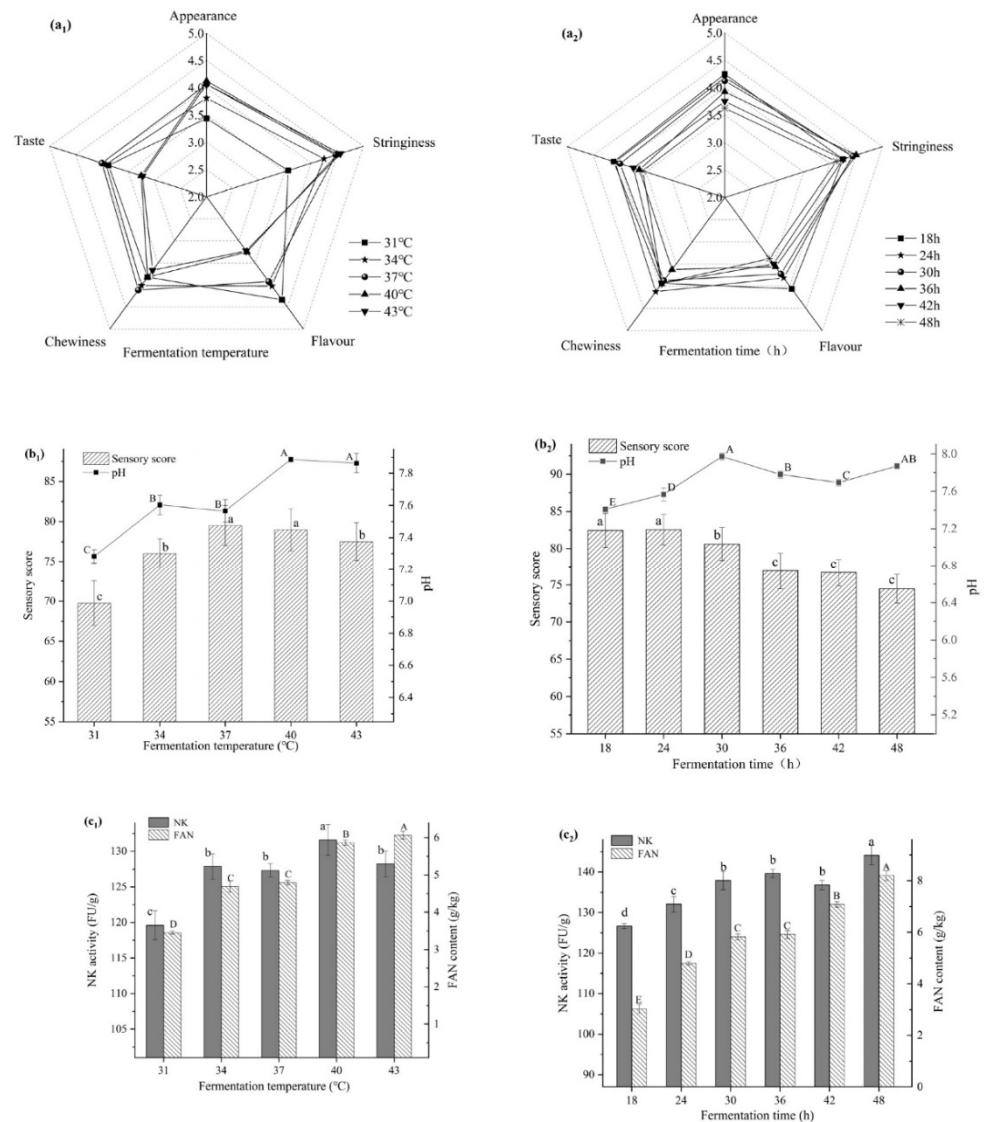 (a₁)
Appearance
5.0
4.5
4.0
3.5
3.0
2.5
2.0
Taste
Stringiness
Chewiness
Flavour
Fermentation temperature
31℃
34℃
37℃
40℃
43℃
(a₂)
Appearance
5.0
4.5
4.0
3.5
3.0
2.5
2.0
Taste
Stringiness
Chewiness
Flavour
Fermentation time（h）
18h
24h
30h
36h
42h
48h
(b₁)
Sensory score
pH
Sensory score
85
80
75
70
65
60
55
C B B A A
c b a a b
7.8
7.6
7.4
7.2
7.0
6.8
6.6
6.4
pH
31 34 37 40 43
Fermentation temperature (℃)
(b₂)
Sensory score
pH
Sensory score
90
85
80
75
70
65
60
55
E D A B C AB
a a b c c c
8.0
7.6
7.2
6.8
6.4
6.0
5.6
5.2
pH
18 24 30 36 42 48
Fermentation time（h）
(c₁)
NK
FAN
NK activity (FU/g)
130
125
120
115
110
105
c D b C b C a B b A
6
5
4
3
2
1
FAN content (g/kg)
31 34 37 40 43
Fermentation temperature (℃)
(c₂)
NK
FAN
NK activity (FU/g)
140
130
120
110
100
90
d E c D b C b C b B a A
8
6
4
2
0
FAN content (g/kg)
18 24 30 36 42 48
Fermentation time (h)